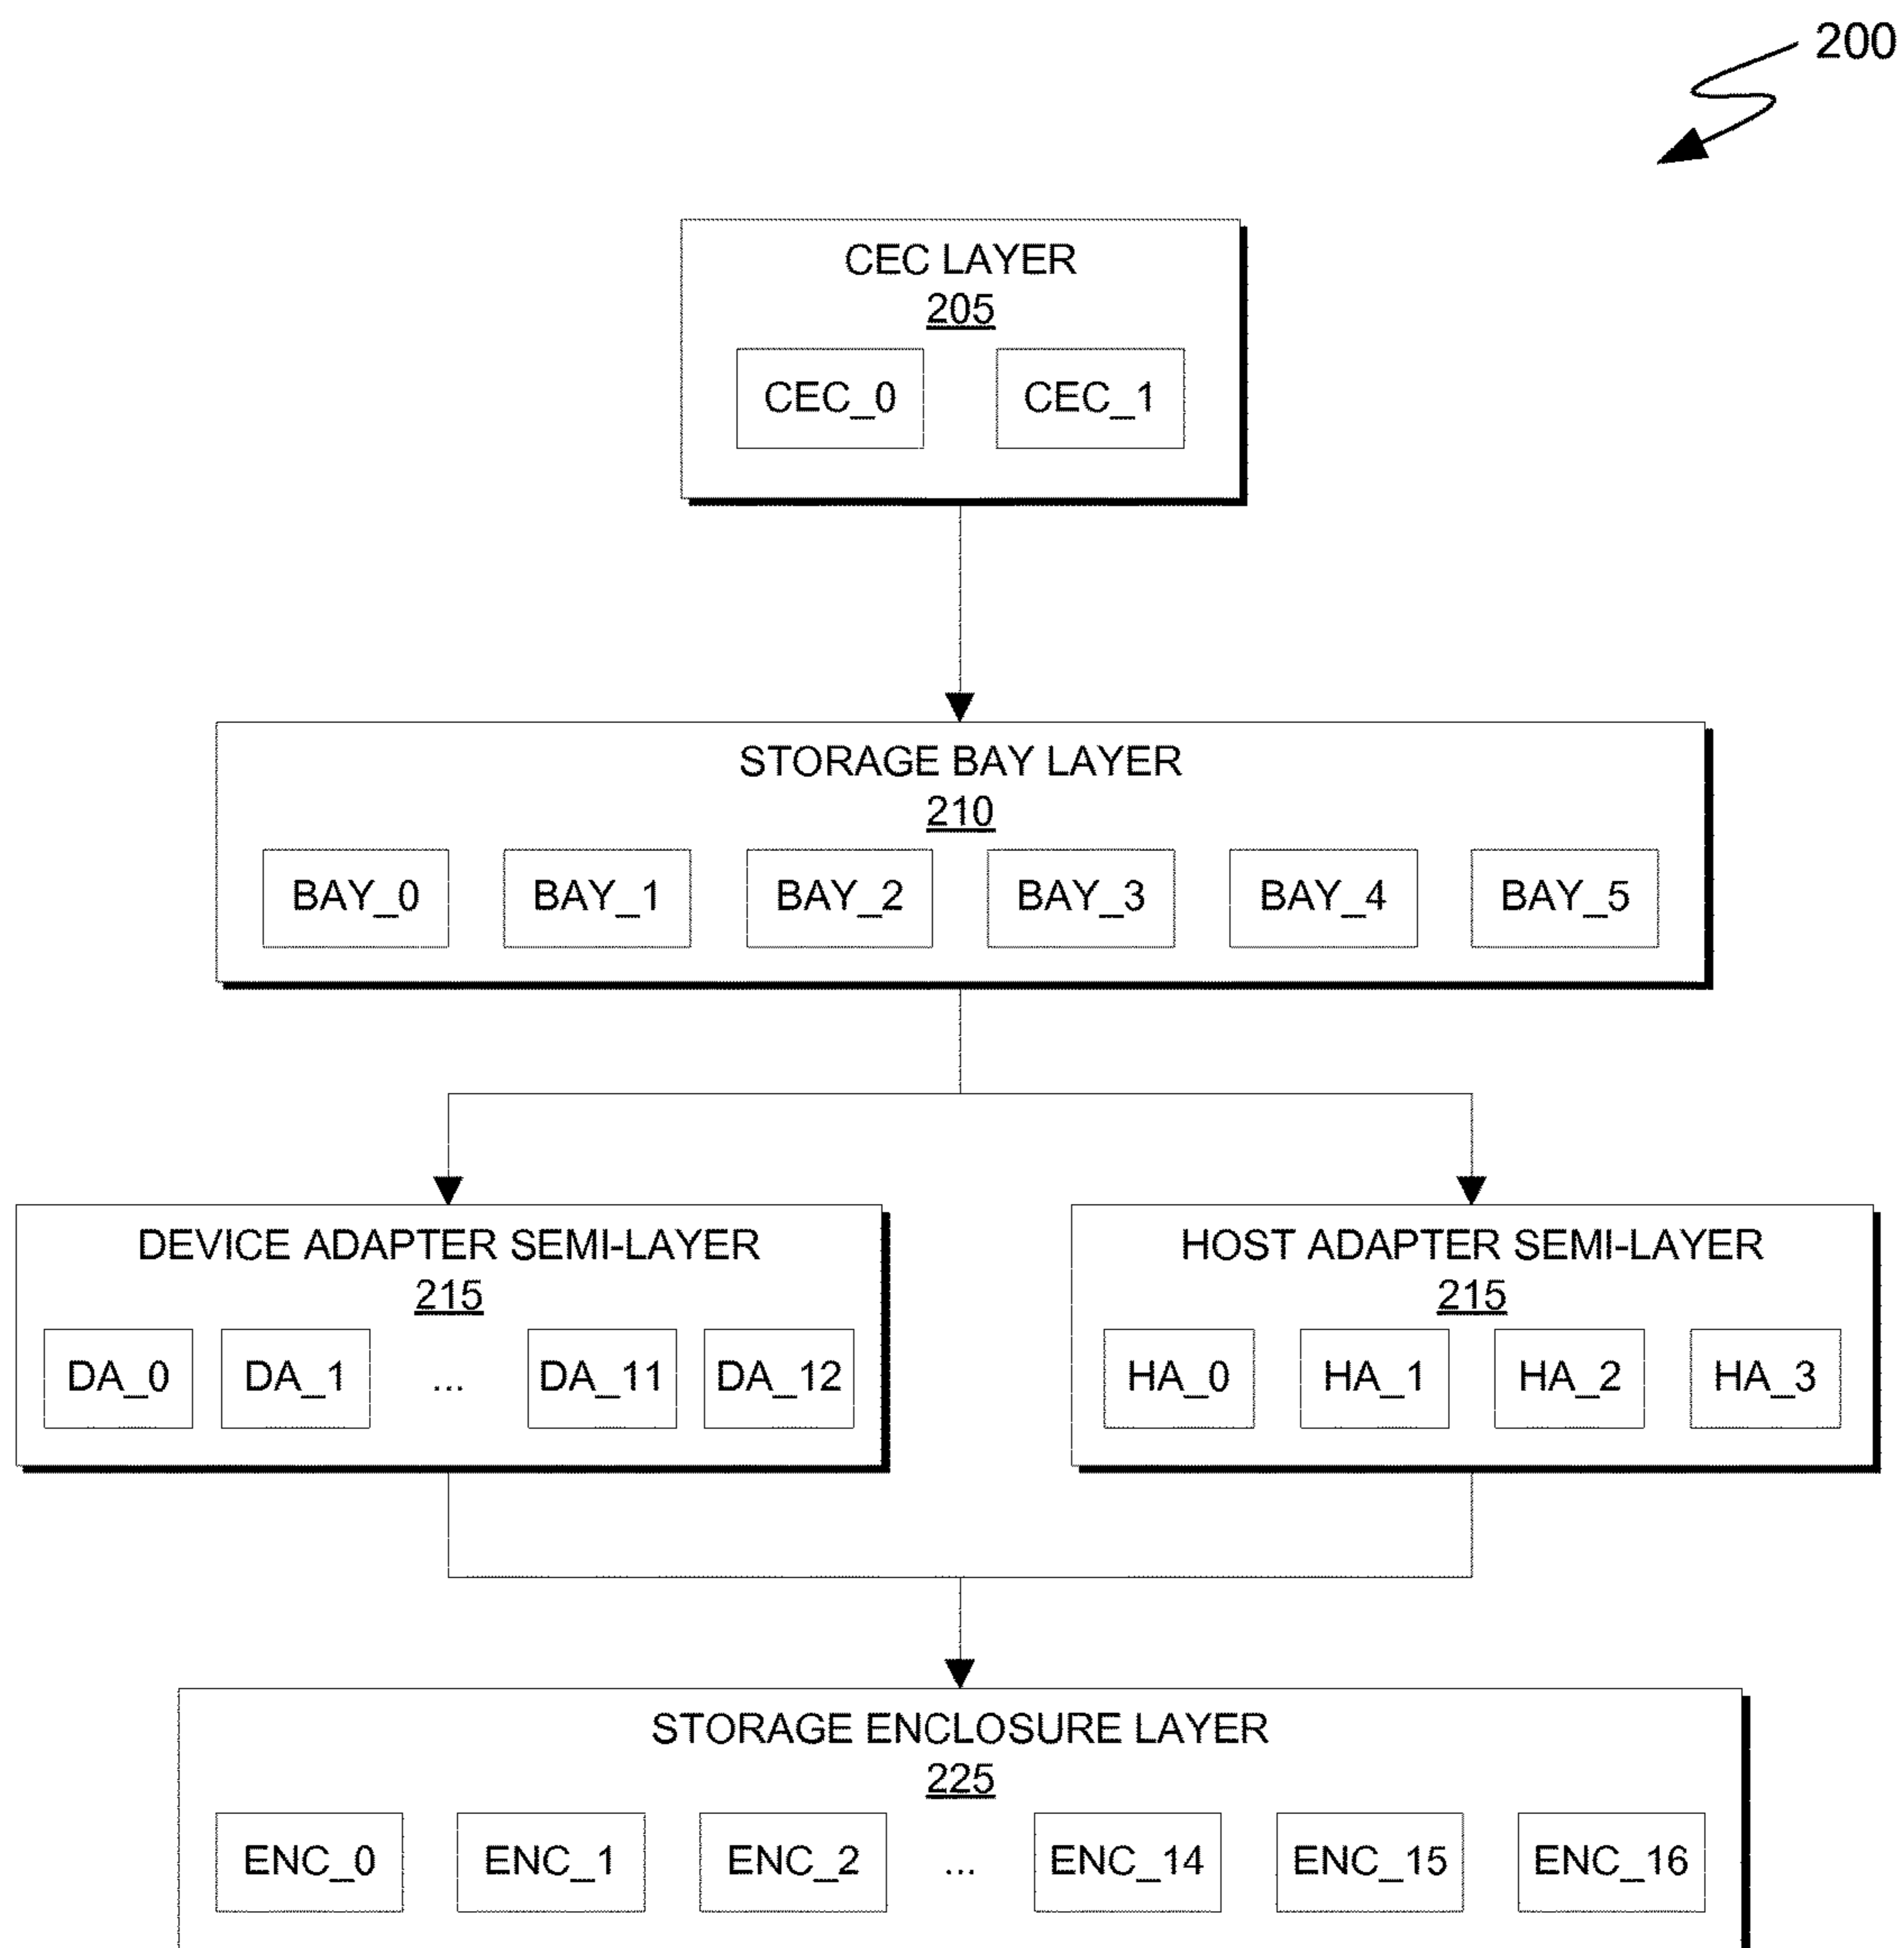 200
CEC LAYER
205
CEC_0 CEC_1
STORAGE BAY LAYER
210
BAY_0 BAY_1 BAY_2 BAY_3 BAY_4 BAY_5
DEVICE ADAPTER SEMI-LAYER
215
DA_0 DA_1 ... DA_11 DA_12
HOST ADAPTER SEMI-LAYER
215
HA_0 HA_1 HA_2 HA_3
STORAGE ENCLOSURE LAYER
225
ENC_0 ENC_1 ENC_2 ... ENC_14 ENC_15 ENC_16